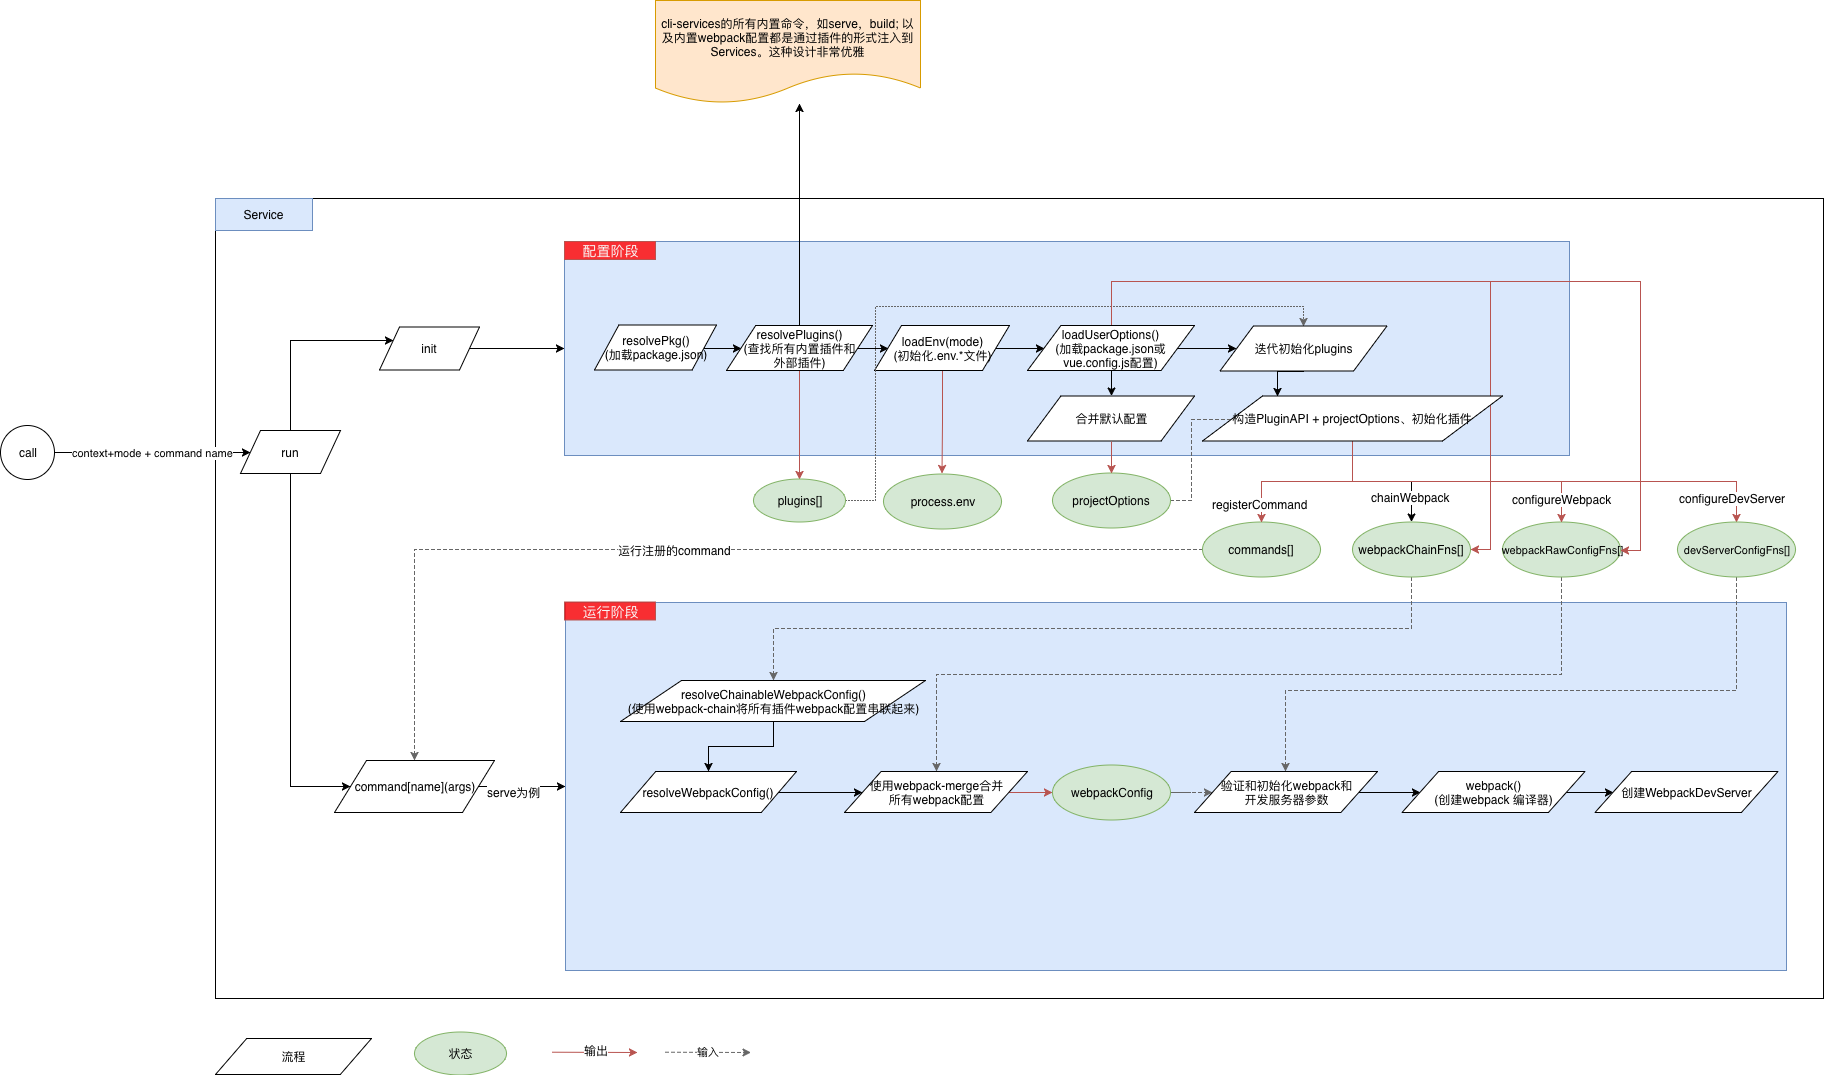 cli-services的所有内置命令，如serve，build; 以
及内置webpack配置都是通过插件的形式注入到
Services。这种设计非常优雅
Service
配置阶段
resolvePkg()
(加载package.json)
resolvePlugins()
(查找所有内置插件和
外部插件)
loadEnv(mode)
(初始化.env.*文件)
loadUserOptions()
(加载package.json或
vue.config.js配置)
迭代初始化plugins
init
合并默认配置
构造PluginAPI + projectOptions、初始化插件
call
context+mode + command name
run
plugins[]
process.env
projectOptions
registerCommand
chainWebpack
configureWebpack
configureDevServer
运行注册的command
commands[]
webpackChainFns[]
webpackRawConfigFns[]
devServerConfigFns[]
运行阶段
resolveChainableWebpackConfig()
(使用webpack-chain将所有插件webpack配置串联起来)
command[name](args)
serve为例
resolveWebpackConfig()
使用webpack-merge合并
所有webpack配置
webpackConfig
验证和初始化webpack和
开发服务器参数
webpack()
(创建webpack 编译器)
创建WebpackDevServer
流程
状态
输出
输入